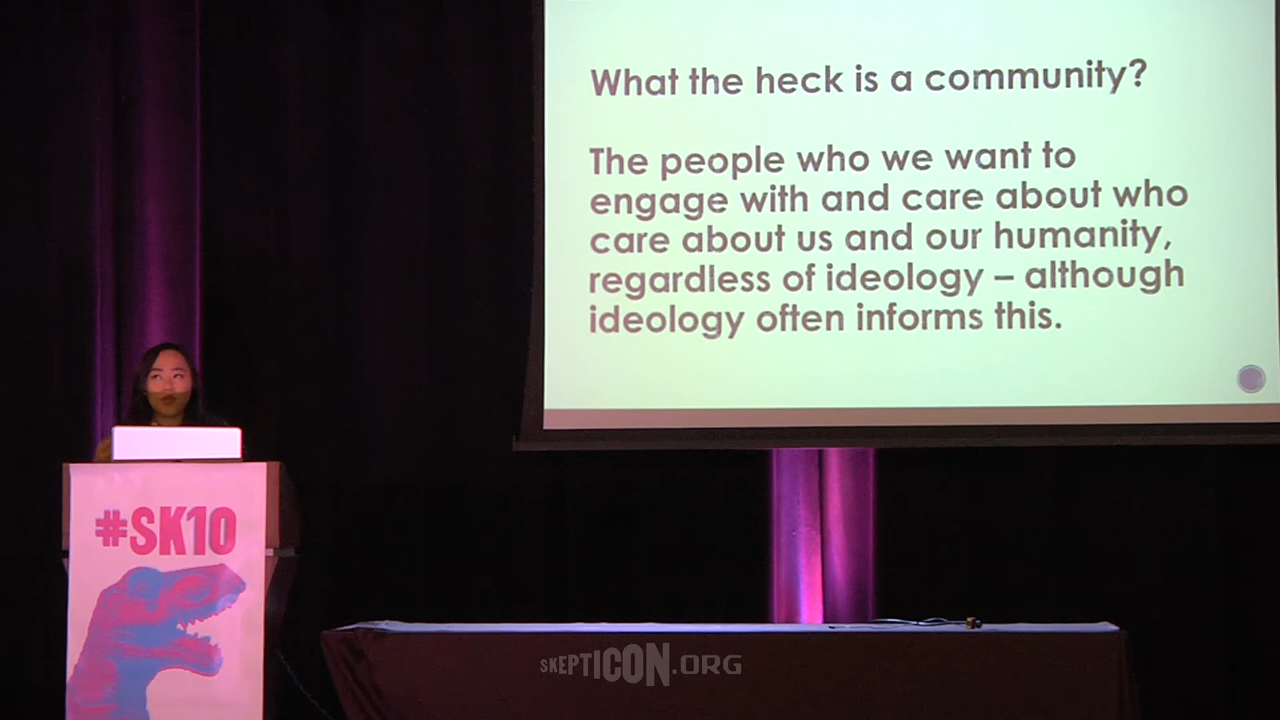 What the heck is a community?
The people who we want to
engage with and care about who
care about us and our humanity,
regardless of ideology – although
ideology often informs this.
#SK10
SKEPTICON.ORG